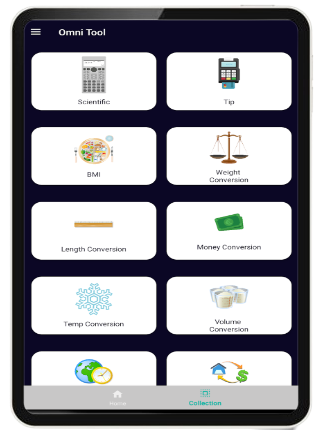 Omni Tool
Scientific
Tip
BMI
Weight
Conversion
Length Conversion
Money Conversion
Temp Conversion
Volume
Conversion
Home
Collection